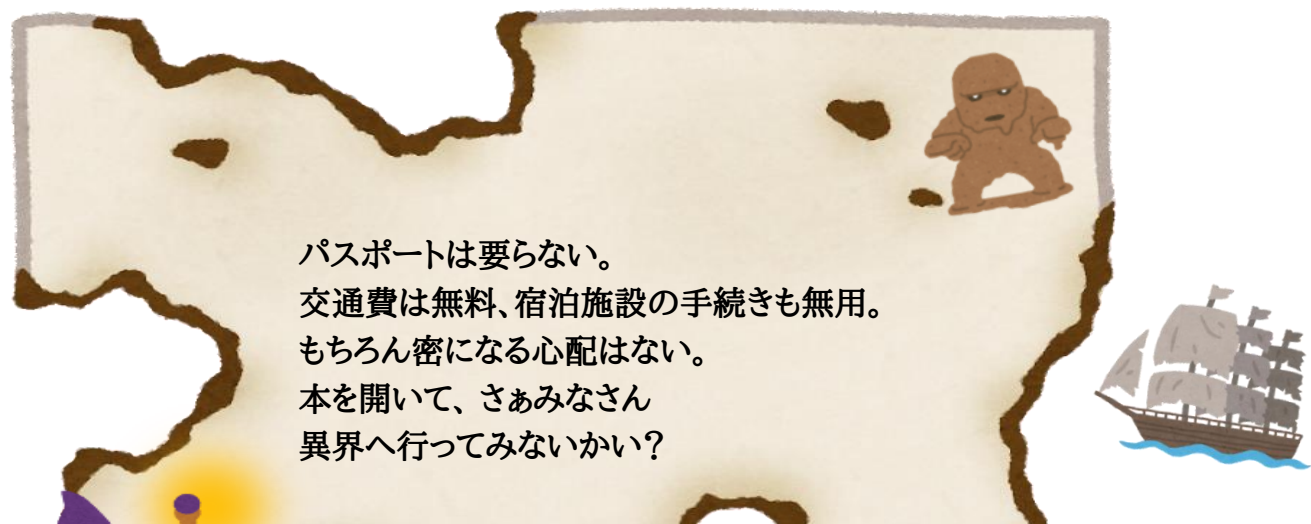 パスポートは要らない。
交通費は無料、宿泊施設の手続きも無用。
もちろん密になる心配はない。
本を開いて、さぁみなさん
異界へ行ってみないかい?